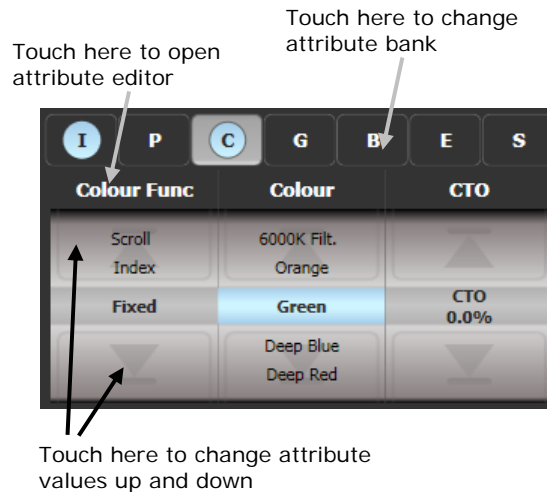 Touch here to change
attribute bank
Touch here to open
attribute editor
I P C G B E S
Colour Func Colour CTO
Scroll 6000K Filt.
Index Orange
Fixed Green CTO
0.0%
Deep Blue
Deep Red
Touch here to change attribute
values up and down